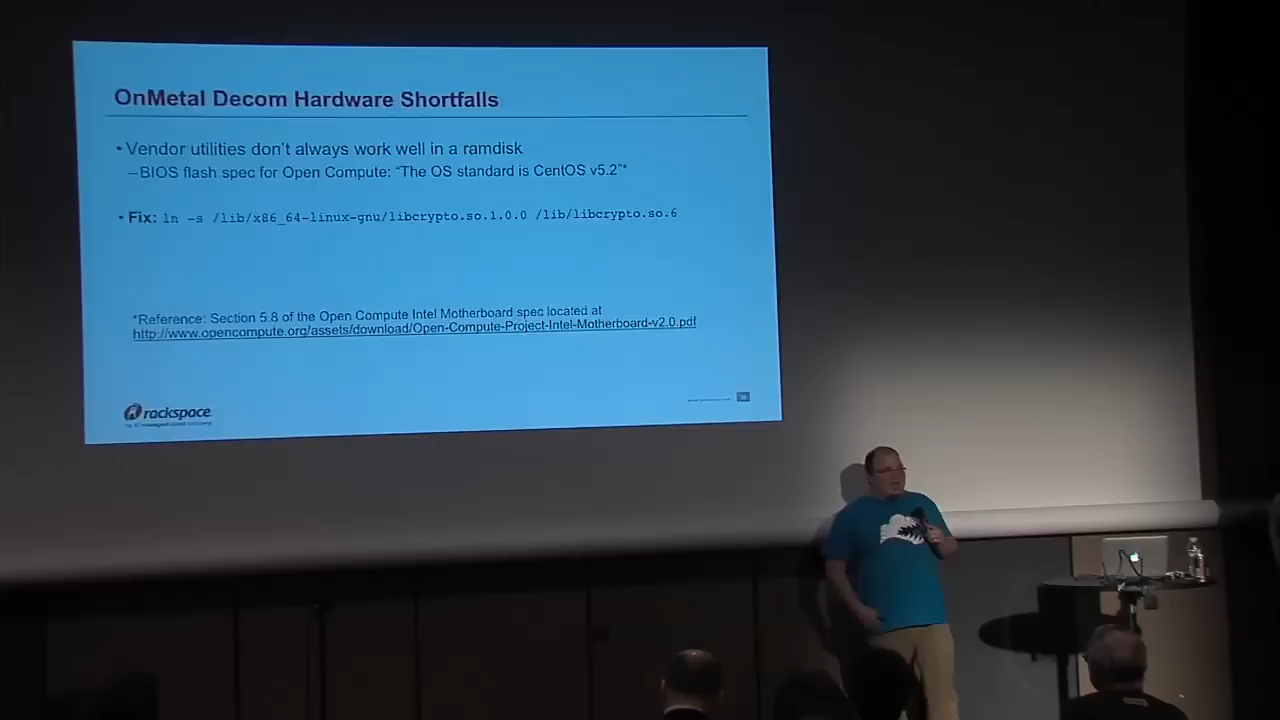 OnMetal Decom Hardware Shortfalls
• Vendor utilities don't always work well in a ramdisk
–BIOS flash spec for Open Compute: “The OS standard is CentOS v5.2”*
• Fix: ln -s /lib/x86_64-linux-gnu/libcrypto.so.1.0.0 /lib/libcrypto.so.6
*Reference: Section 5.8 of the Open Compute Intel Motherboard spec located at
http://www.opencompute.org/assets/download/Open-Compute-Project-Intel-Motherboard-v2.0.pdf
rackspace